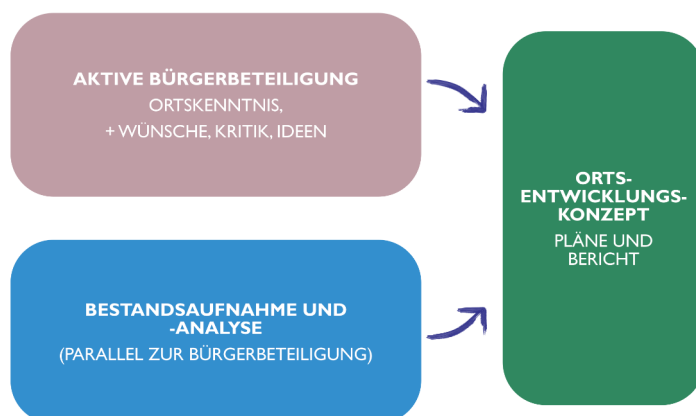 AKTIVE BÜRGERBETEILIGUNG
ORTSKENNTNIS,
+ WÜNSCHE, KRITIK, IDEEN
BESTANDSAUFNAHME UND
-ANALYSE
(PARALLEL ZUR BÜRGERBETEILIGUNG)
ORTS-
ENTWICKLUNGS-
KONZEPT
PLÄNE UND
BERICHT